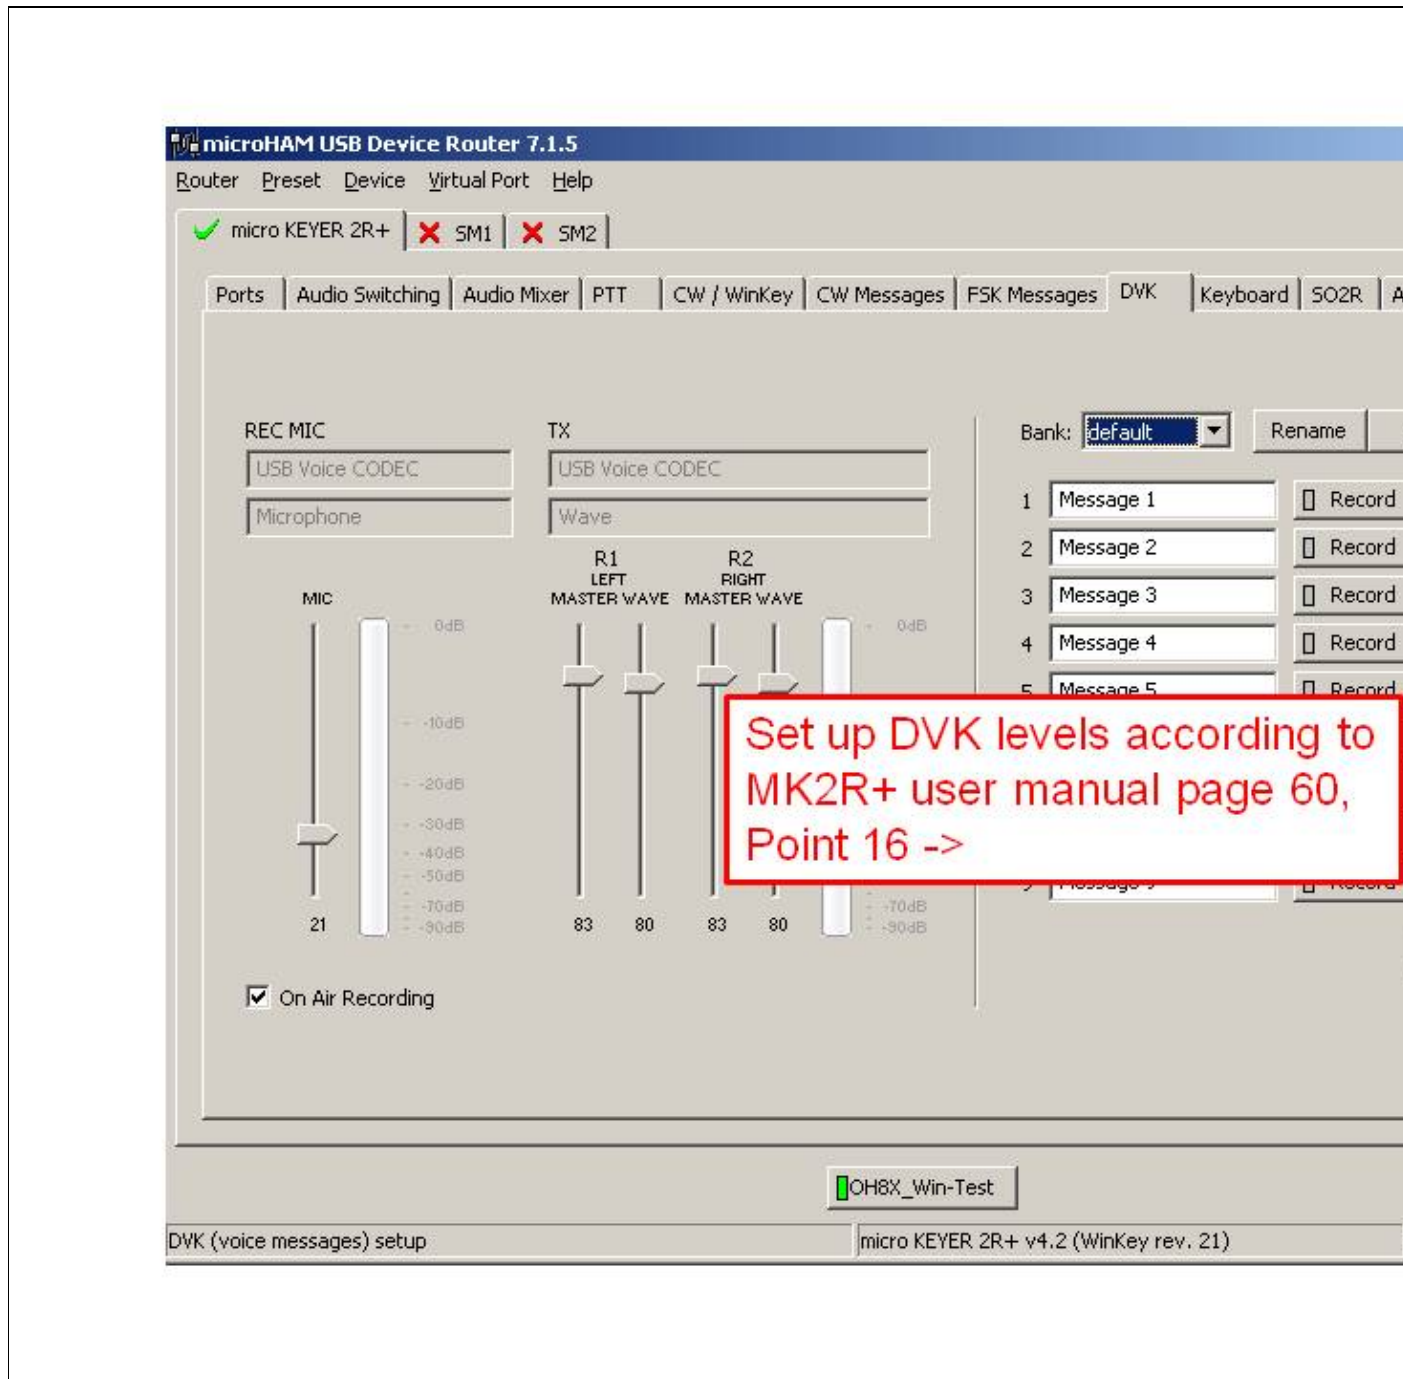 microHAM USB Device Router 7.1.5
Router Preset Device Virtual Port Help
micro KEYER 2R+ SM1 SM2
Ports Audio Switching Audio Mixer PTT CW / WinKey CW Messages FSK Messages DVK Keyboard SO2R A
REC MIC TX
USB Voice CODEC USB Voice CODEC
Microphone Wave
Bank: default Rename
1 Message 1 Record
2 Message 2 Record
3 Message 3 Record
4 Message 4 Record
5 Message 5 Record
R1 R2
LEFT RIGHT
MIC MASTER WAVE MASTER WAVE
0dB 0dB
-10dB
-20dB
-30dB
-40dB
-50dB
-70dB -70dB
-90dB -90dB
21 83 80 83 80
Set up DVK levels according to
MK2R+ user manual page 60,
Point 16 ->
On Air Recording
OH8X_Win-Test
DVK (voice messages) setup micro KEYER 2R+ v4.2 (WinKey rev. 21)